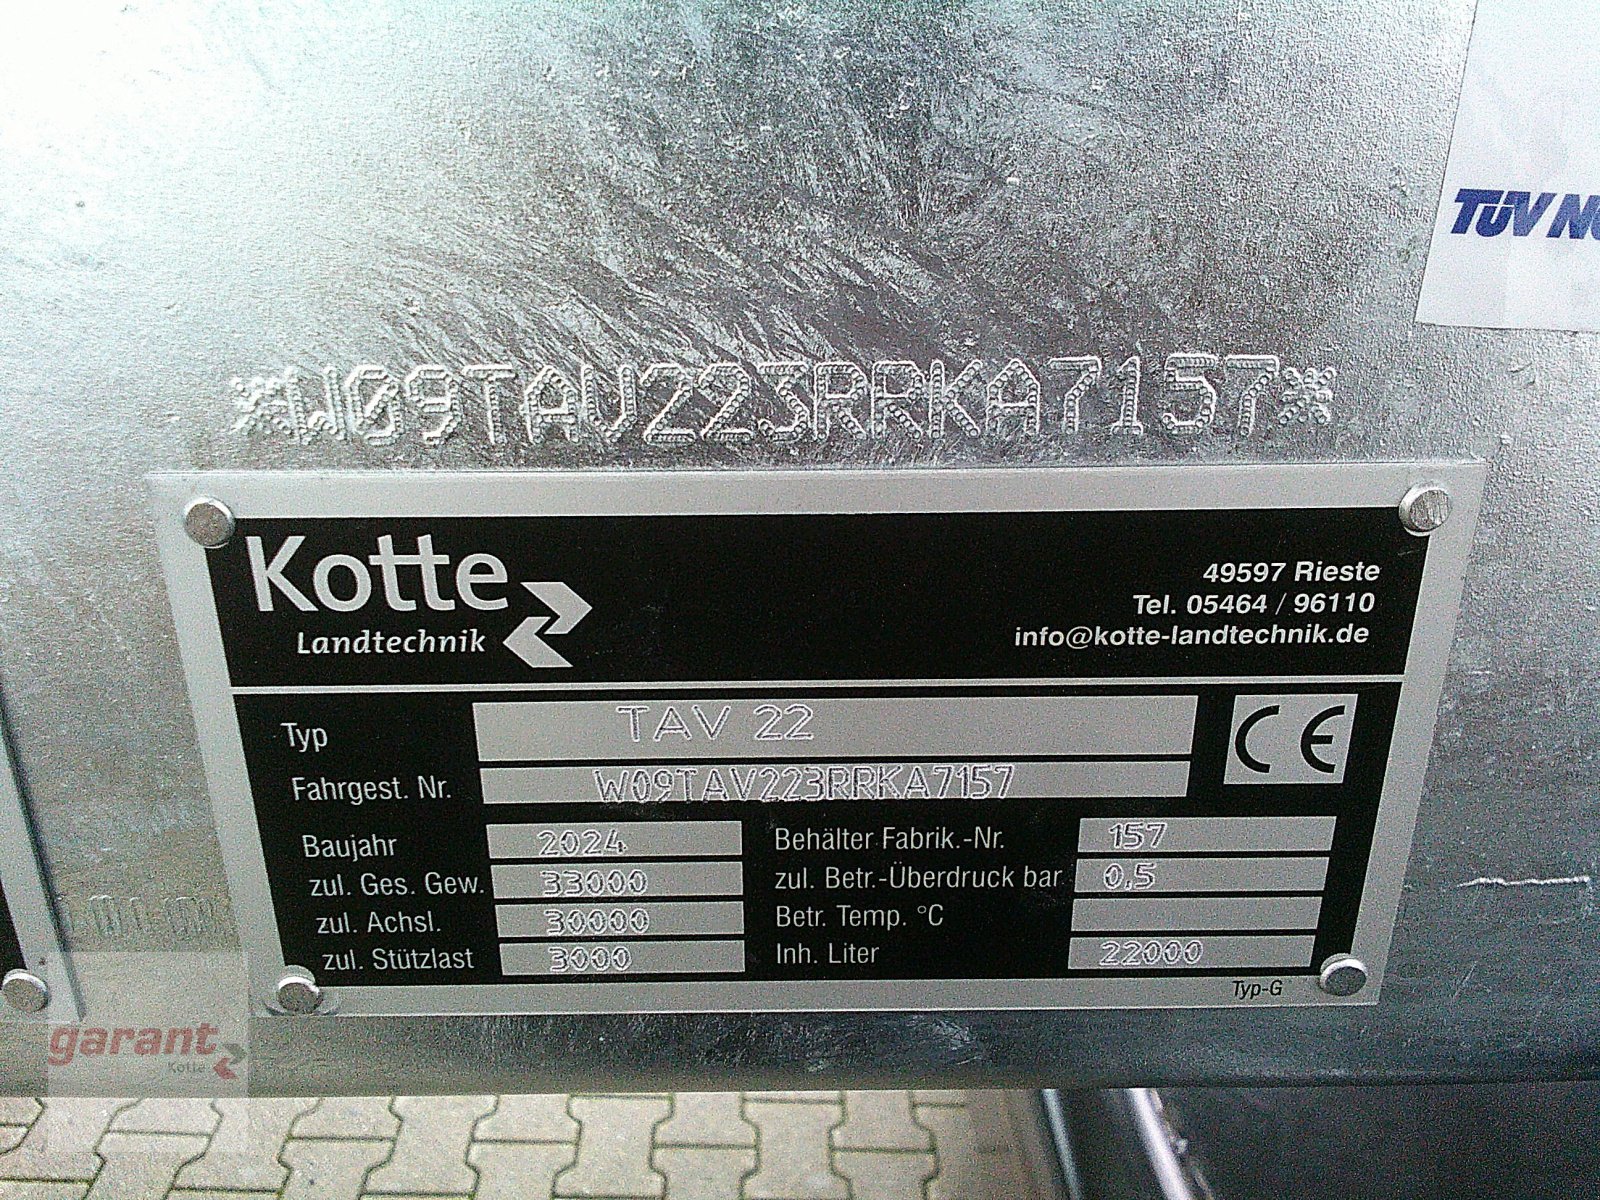 TÜV NO
*W09TAV223RRKA7157*
Kotte
Landtechnik
49597 Rieste
Tel. 05464 / 96110
info@kotte-landtechnik.de
Typ TAV 22
CE
Fahrgest. Nr. W09TAV223RRKA7157
Baujahr 2024 Behälter Fabrik.-Nr. 157
zul. Ges. Gew. 33000 zul. Betr.-Überdruck bar 0,5
zul. Achsl. 30000 Betr. Temp. °C
zul. Stützlast 3000 Inh. Liter 22000
Typ-G
garant
Kotte